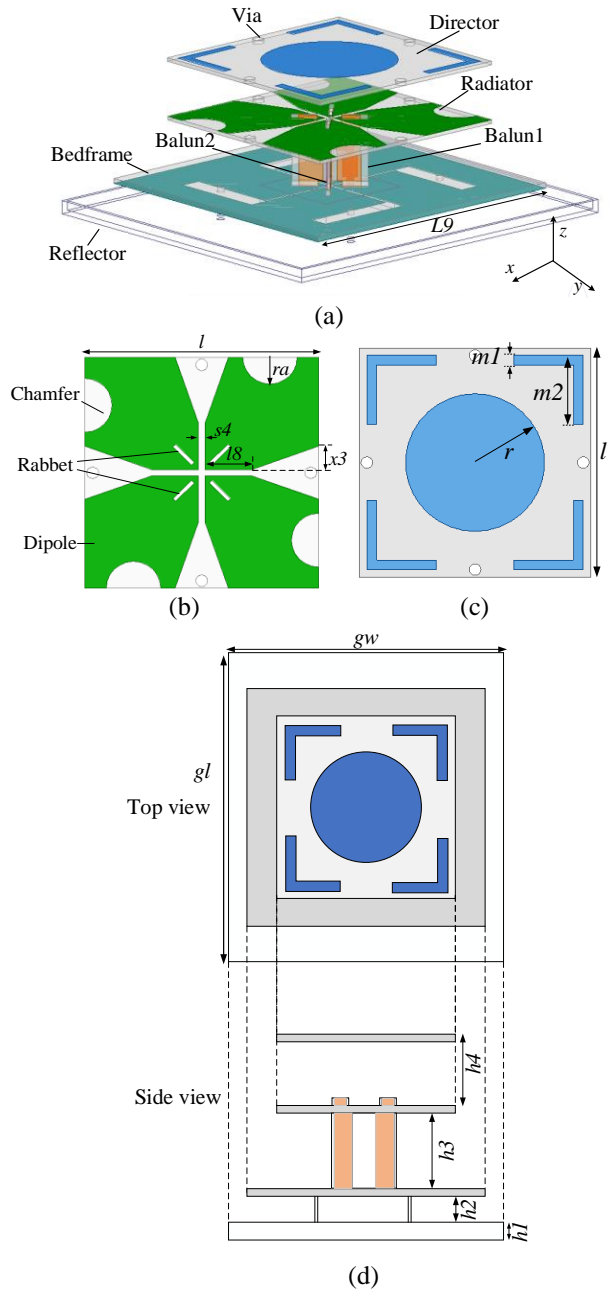 Via
Director
Radiator
Balun2
Balun1
Bedframe
L9
Reflector
z
x
y
(a)
l
ra
Chamfer
s4
Rabbet
l8
x3
Dipole
(b)
m1
m2
r
l
(c)
gw
gl
Top view
h4
Side view
h3
h2
h1
(d)